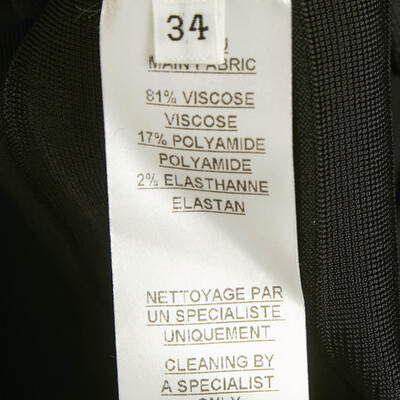 34
MAIN FABRIC
81% VISCOSE
VISCOSE
17% POLYAMIDE
POLYAMIDE
2% ELASTHANNE
ELASTAN
NETTOYAGE PAR
UN SPECIALISTE
UNIQUEMENT
CLEANING BY
A SPECIALIST
ONLY